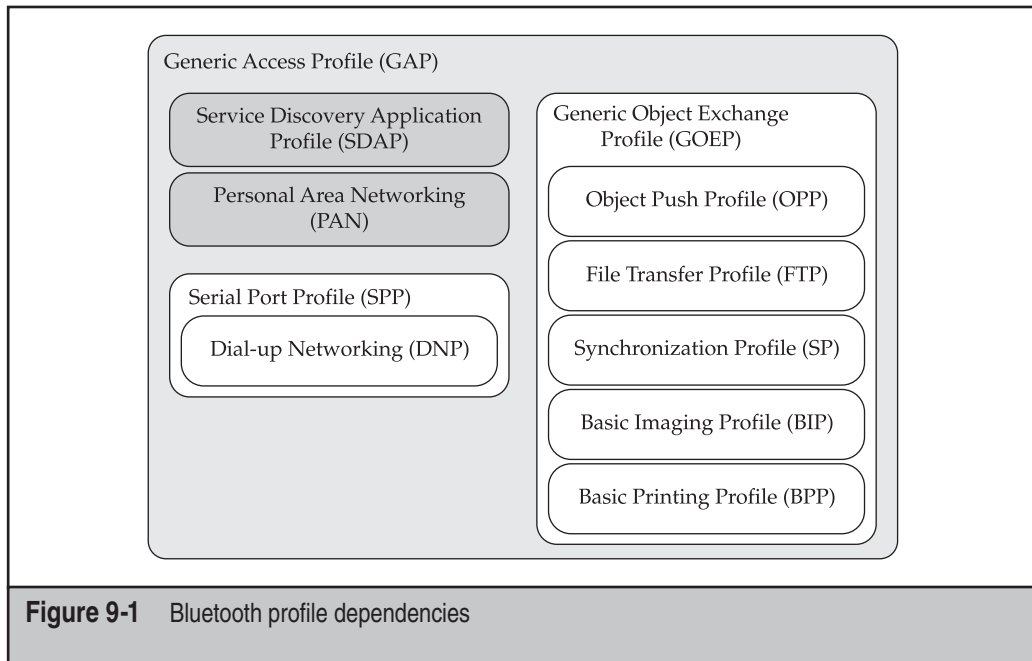 Generic Access Profile (GAP)
Service Discovery Application
Profile (SDAP)
Personal Area Networking
(PAN)
Serial Port Profile (SPP)
Dial-up Networking (DNP)
Generic Object Exchange
Profile (GOEP)
Object Push Profile (OPP)
File Transfer Profile (FTP)
Synchronization Profile (SP)
Basic Imaging Profile (BIP)
Basic Printing Profile (BPP)
Figure 9-1 Bluetooth profile dependencies